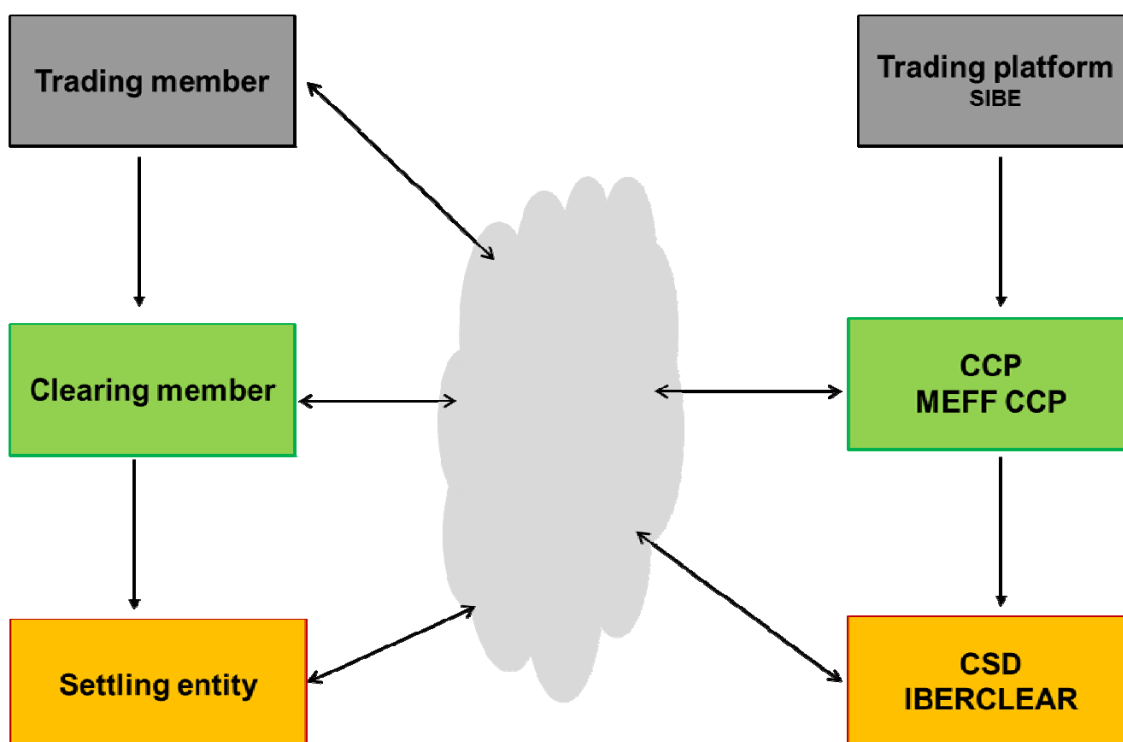 Trading member
Trading platform
SIBE
Clearing member
CCP
MEFF CCP
Settling entity
CSD
IBERCLEAR